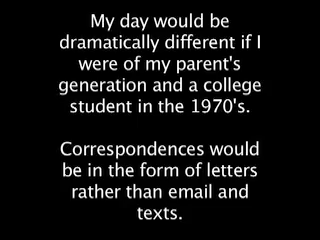 My day would be
dramatically different if I
were of my parent's
generation and a college
student in the 1970's.
Correspondences would
be in the form of letters
rather than email and
texts.